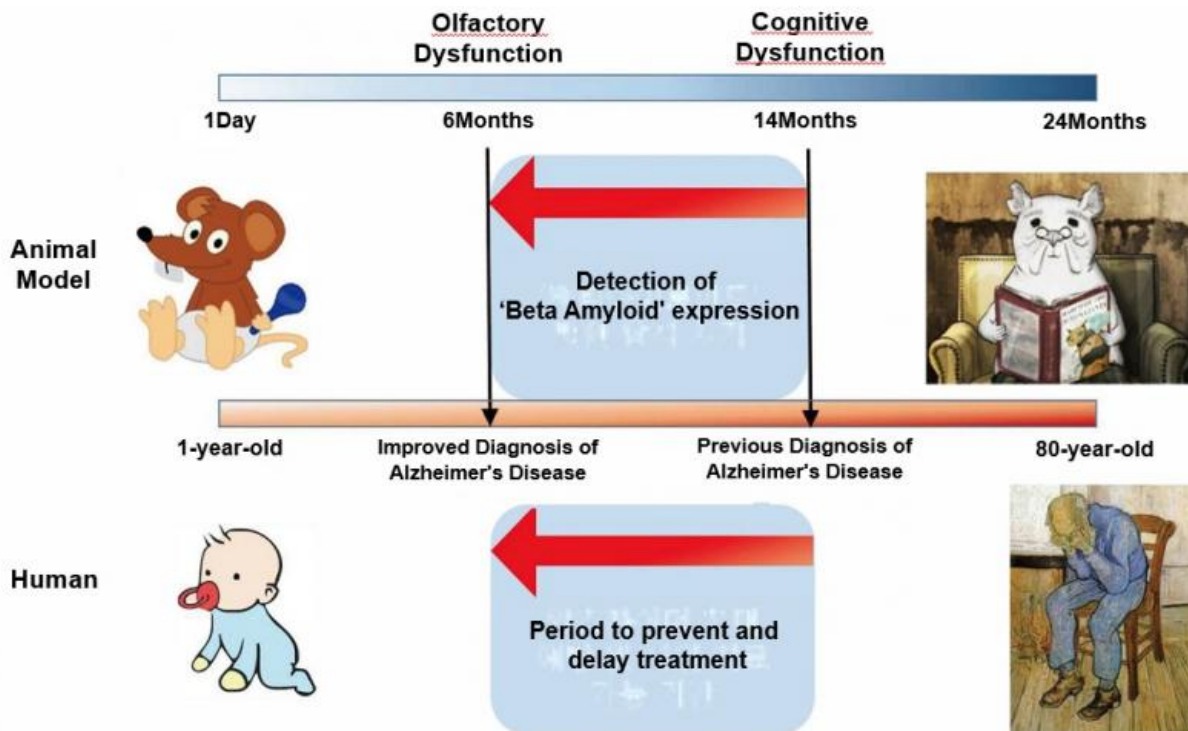 Olfactory
Dysfunction
Cognitive
Dysfunction
1Day
6Months
14Months
24Months
Animal
Model
Detection of
‘Beta Amyloid’ expression
1-year-old
Improved Diagnosis of
Alzheimer's Disease
Previous Diagnosis of
Alzheimer's Disease
80-year-old
Human
Period to prevent and
delay treatment